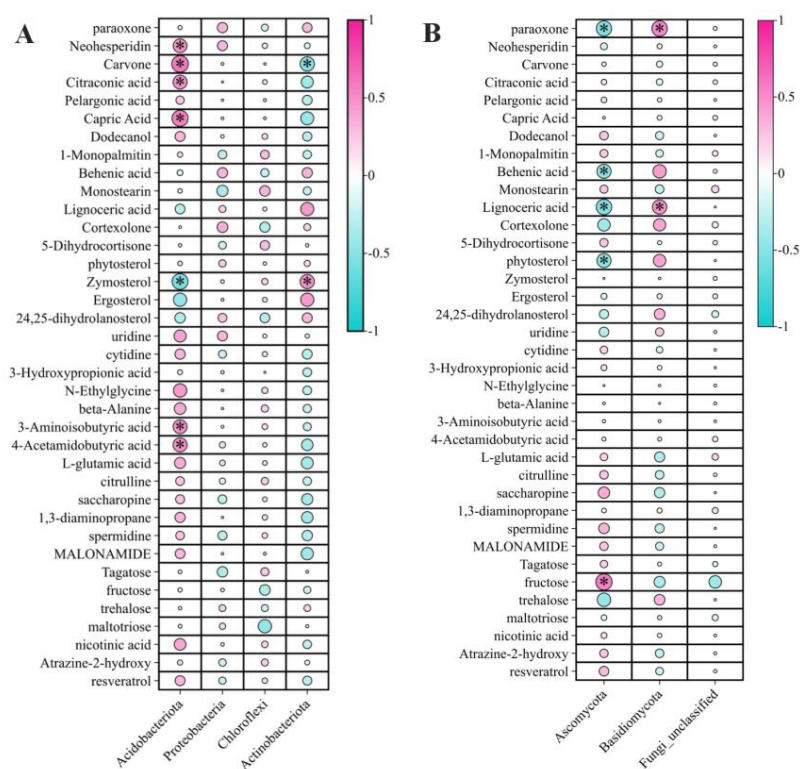 A
paraoxone
Neohesperidin
Carvone
Citraconic acid
Pelargonic acid
Capric Acid
Dodecanol
1-Monopalmitin
Behenic acid
Monostearin
Lignoceric acid
Cortexolone
5-Dihydrocortisone
phytosterol
Zymosterol
Ergosterol
24,25-dihydrolanosterol
uridine
cytidine
3-Hydroxypropionic acid
N-Ethylglycine
beta-Alanine
3-Aminoisobutyric acid
4-Acetamidobutyric acid
L-glutamic acid
citrulline
saccharopine
1,3-diaminopropane
spermidine
MALONAMIDE
Tagatose
fructose
trehalose
maltotriose
nicotinic acid
Atrazine-2-hydroxy
resveratrol
Acidobacteriota
Proteobacteria
Chloroflexi
Actinobacteriota
* * * * * * * * *
1
0.5
0
-0.5
-1
B
paraoxone
Neohesperidin
Carvone
Citraconic acid
Pelargonic acid
Capric Acid
Dodecanol
1-Monopalmitin
Behenic acid
Monostearin
Lignoceric acid
Cortexolone
5-Dihydrocortisone
phytosterol
Zymosterol
Ergosterol
24,25-dihydrolanosterol
uridine
cytidine
3-Hydroxypropionic acid
N-Ethylglycine
beta-Alanine
3-Aminoisobutyric acid
4-Acetamidobutyric acid
L-glutamic acid
citrulline
saccharopine
1,3-diaminopropane
spermidine
MALONAMIDE
Tagatose
fructose
trehalose
maltotriose
nicotinic acid
Atrazine-2-hydroxy
resveratrol
Ascomycota
Basidiomycota
Fungi_unclassified
* * * * * * *
1
0.5
0
-0.5
-1